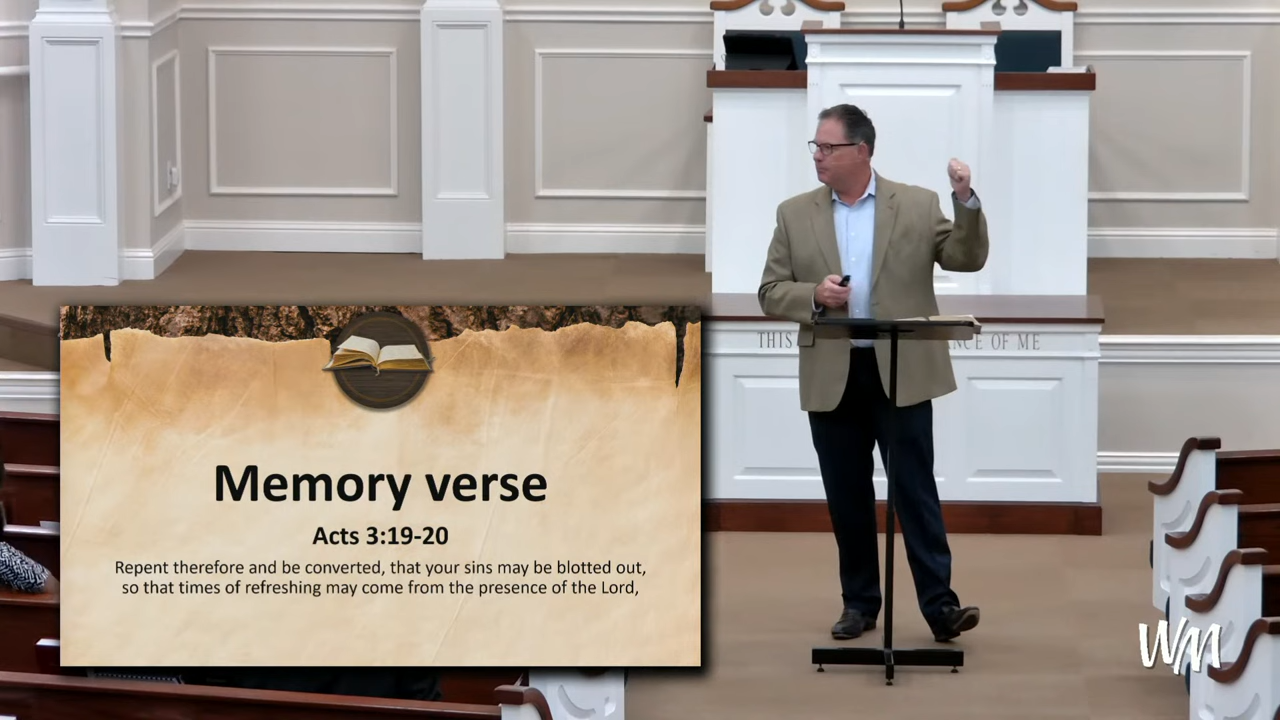 THIS
NCE OF ME
Memory verse
Acts 3:19-20
Repent therefore and be converted, that your sins may be blotted out,
so that times of refreshing may come from the presence of the Lord,
WM